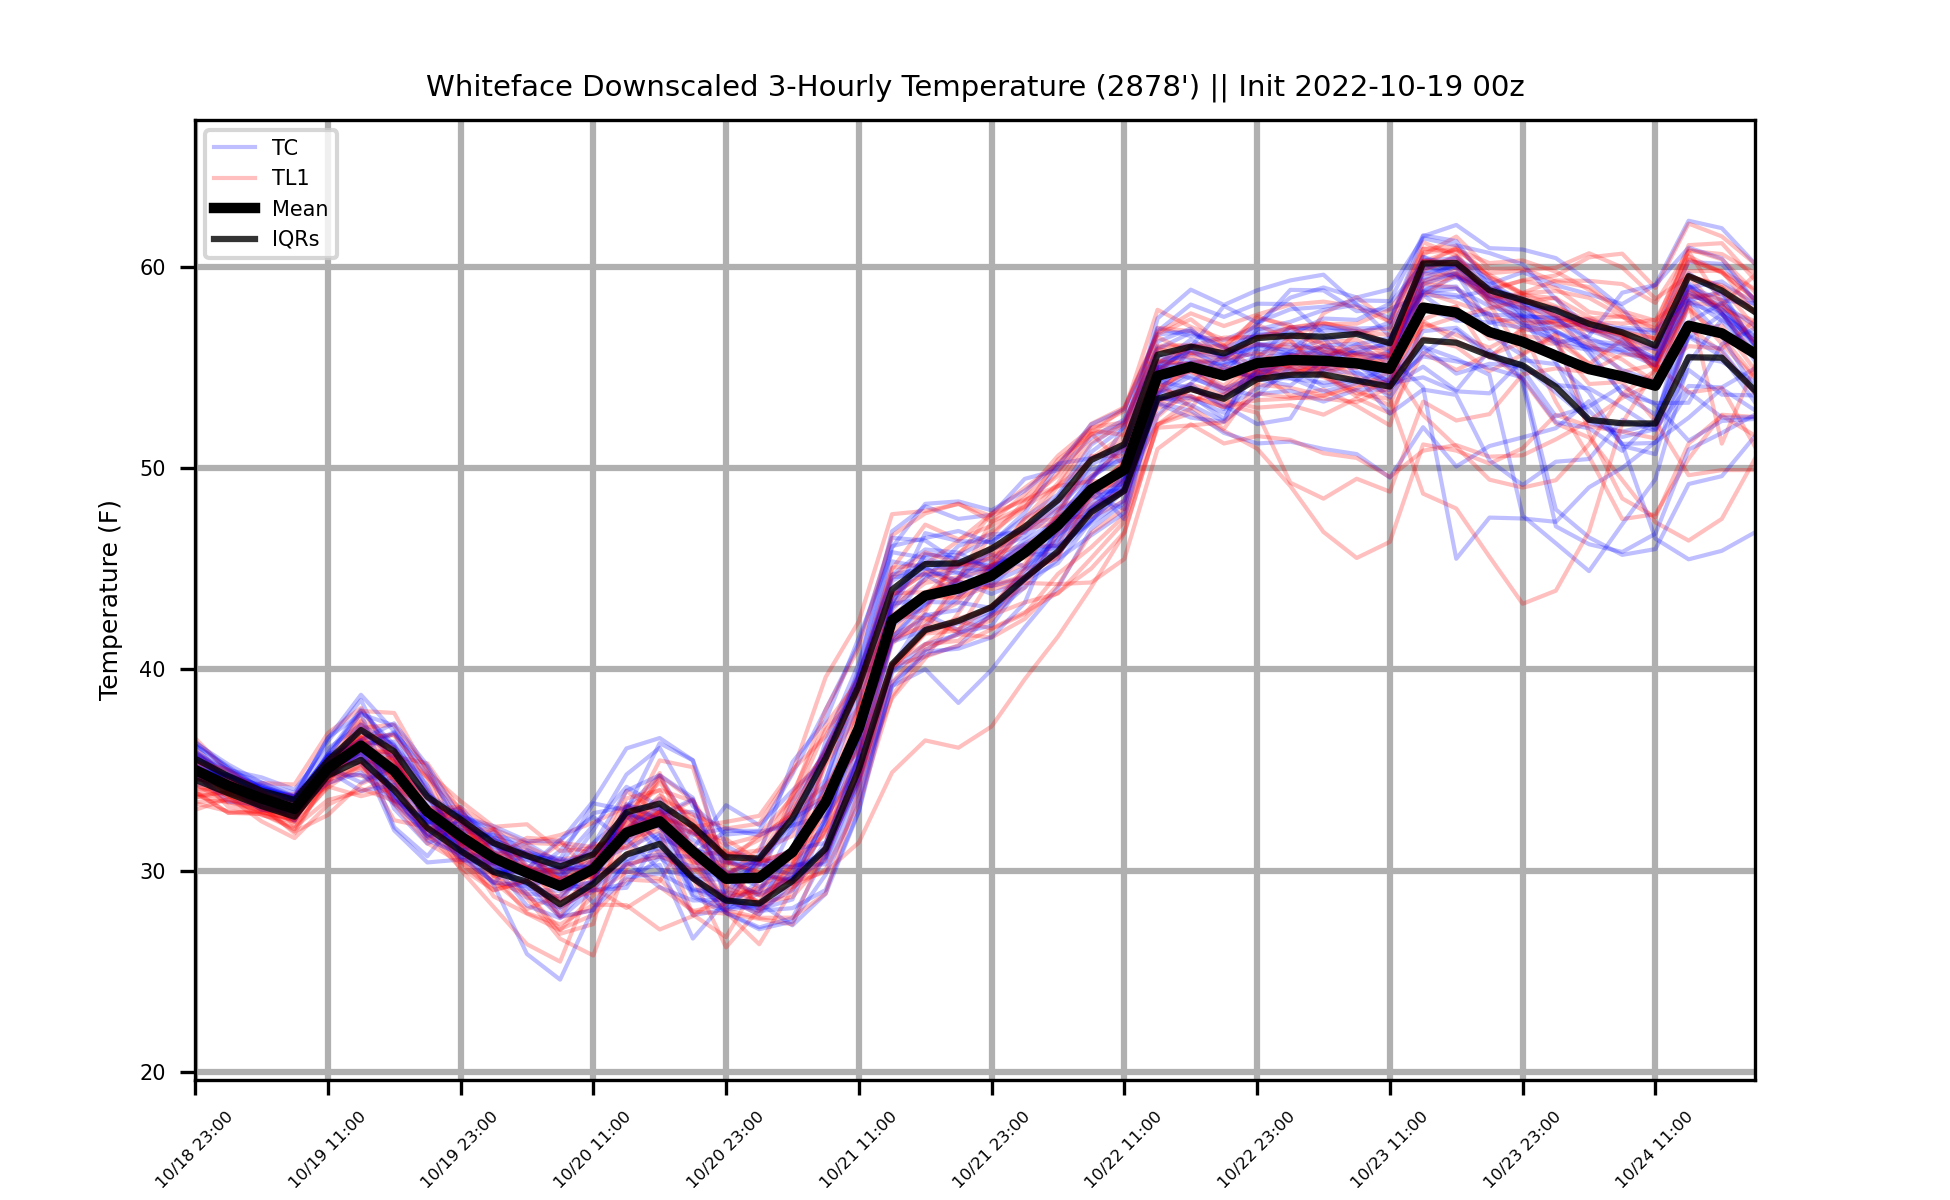 Whiteface Downscaled 3-Hourly Temperature (2878') || Init 2022-10-19 00z
TC
TL1
Mean
IQRs
Temperature (F)
60
50
40
30
20
10/18 23:00
10/19 11:00
10/19 23:00
10/20 11:00
10/20 23:00
10/21 11:00
10/21 23:00
10/22 11:00
10/22 23:00
10/23 11:00
10/23 23:00
10/24 11:00